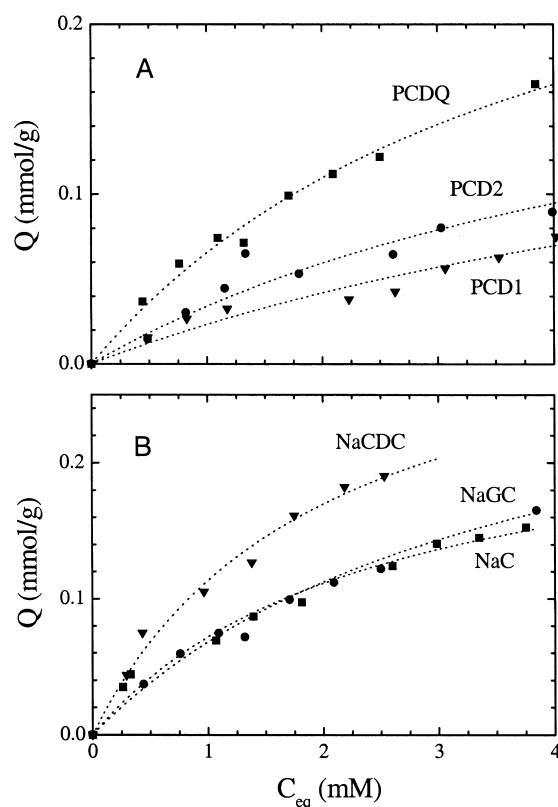 0.2
A
PCDQ
Q (mmol/g)
0.1
PCD2
PCD1
0.0
B
NaCDC
0.2
NaGC
Q (mmol/g)
NaC
0.1
0.0
0 1 2 3 4
C_eq (mM)